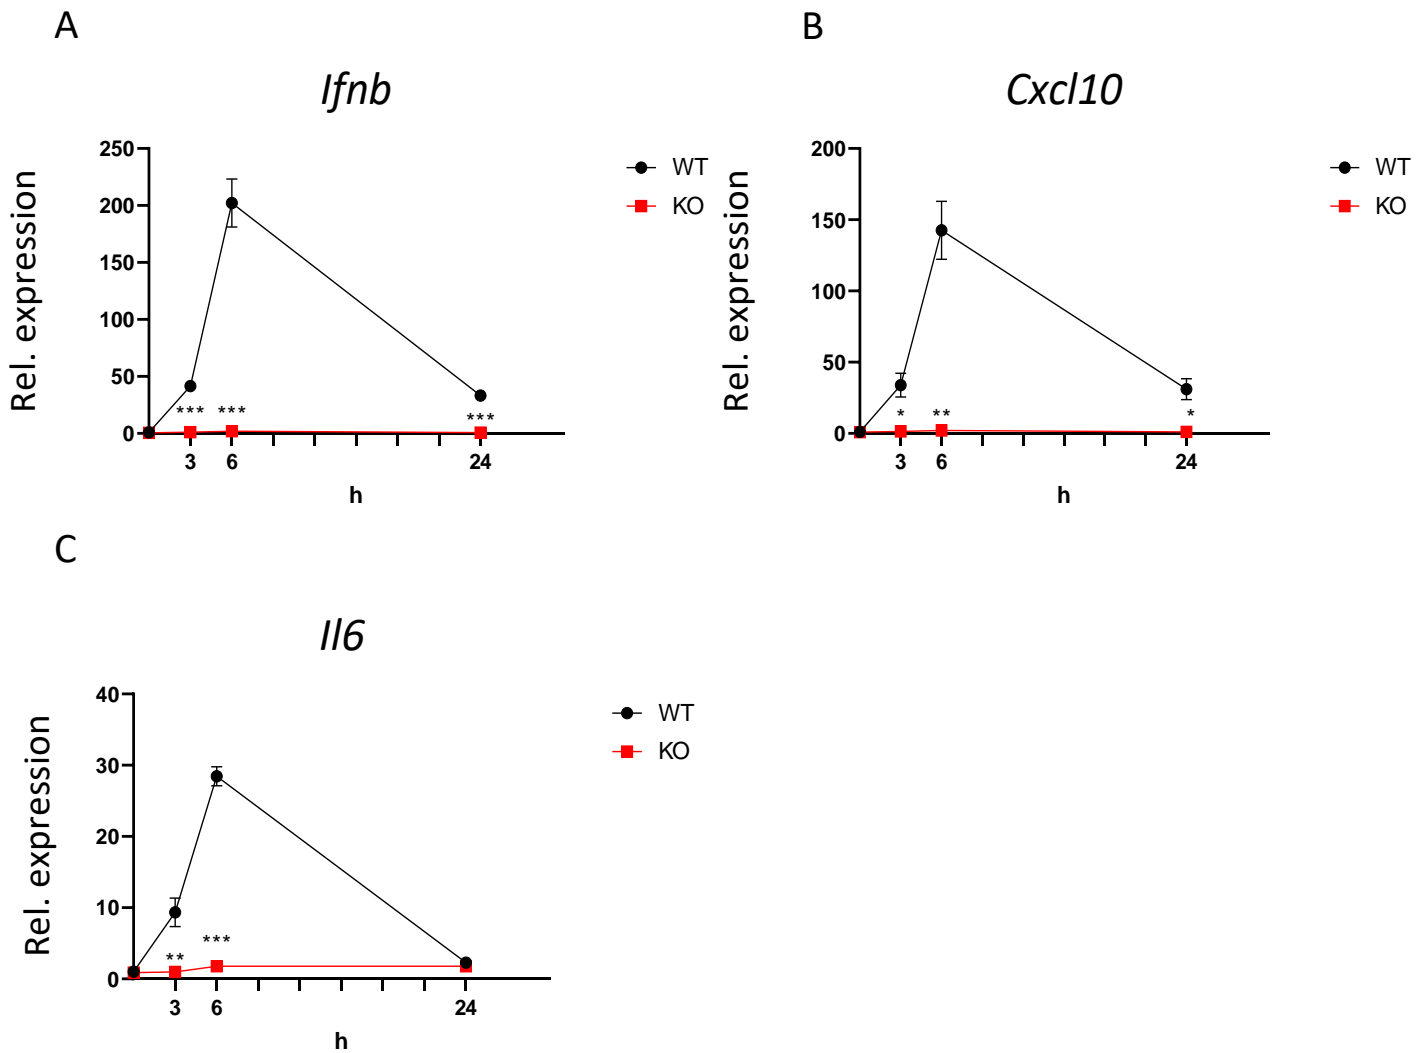 A
Ifnb
Rel. expression
250
200
150
100
50
0
*** *** ***
3 6 24
h
WT
KO
B
Cxcl10
Rel. expression
200
150
100
50
0
* ** *
3 6 24
h
WT
KO
C
Il6
Rel. expression
40
30
20
10
0
** ***
3 6 24
h
WT
KO